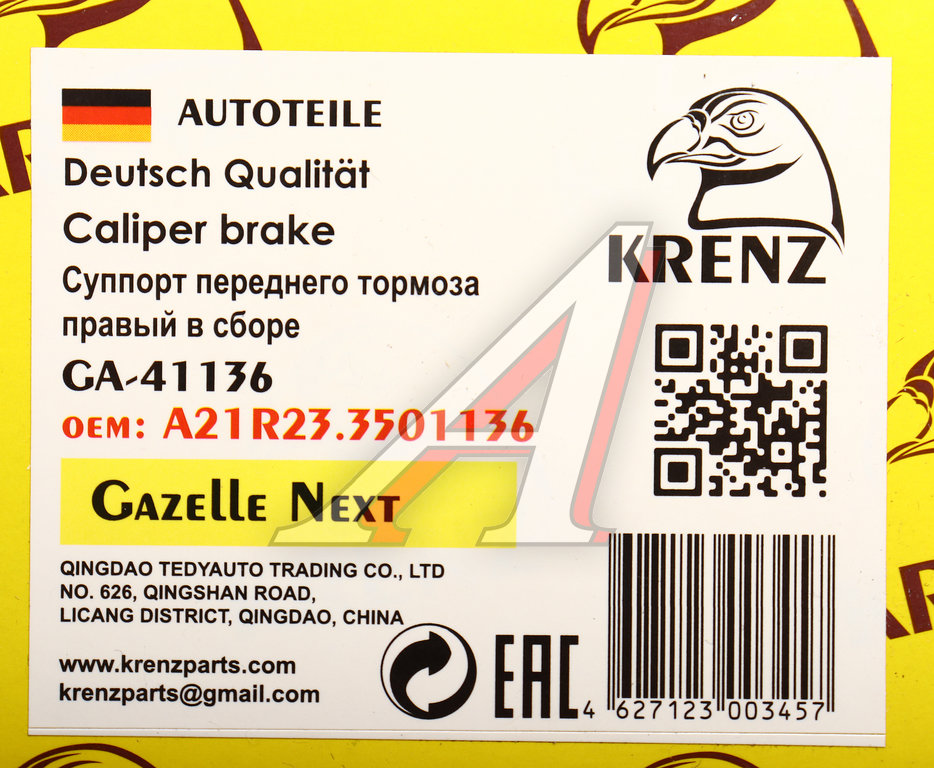 AUTOTEILE
Deutsch Qualität
Caliper brake
Суппорт переднего тормоза
правый в сборе
GA-41136
OEM: A21R23.3501136
GAZELLE NEXT
QINGDAO TEDYAUTO TRADING CO., LTD
NO. 626, QINGSHAN ROAD,
LICANG DISTRICT, QINGDAO, CHINA
www.krenzparts.com
krenzparts@gmail.com
KRENZ
EAC
4 627123 003457